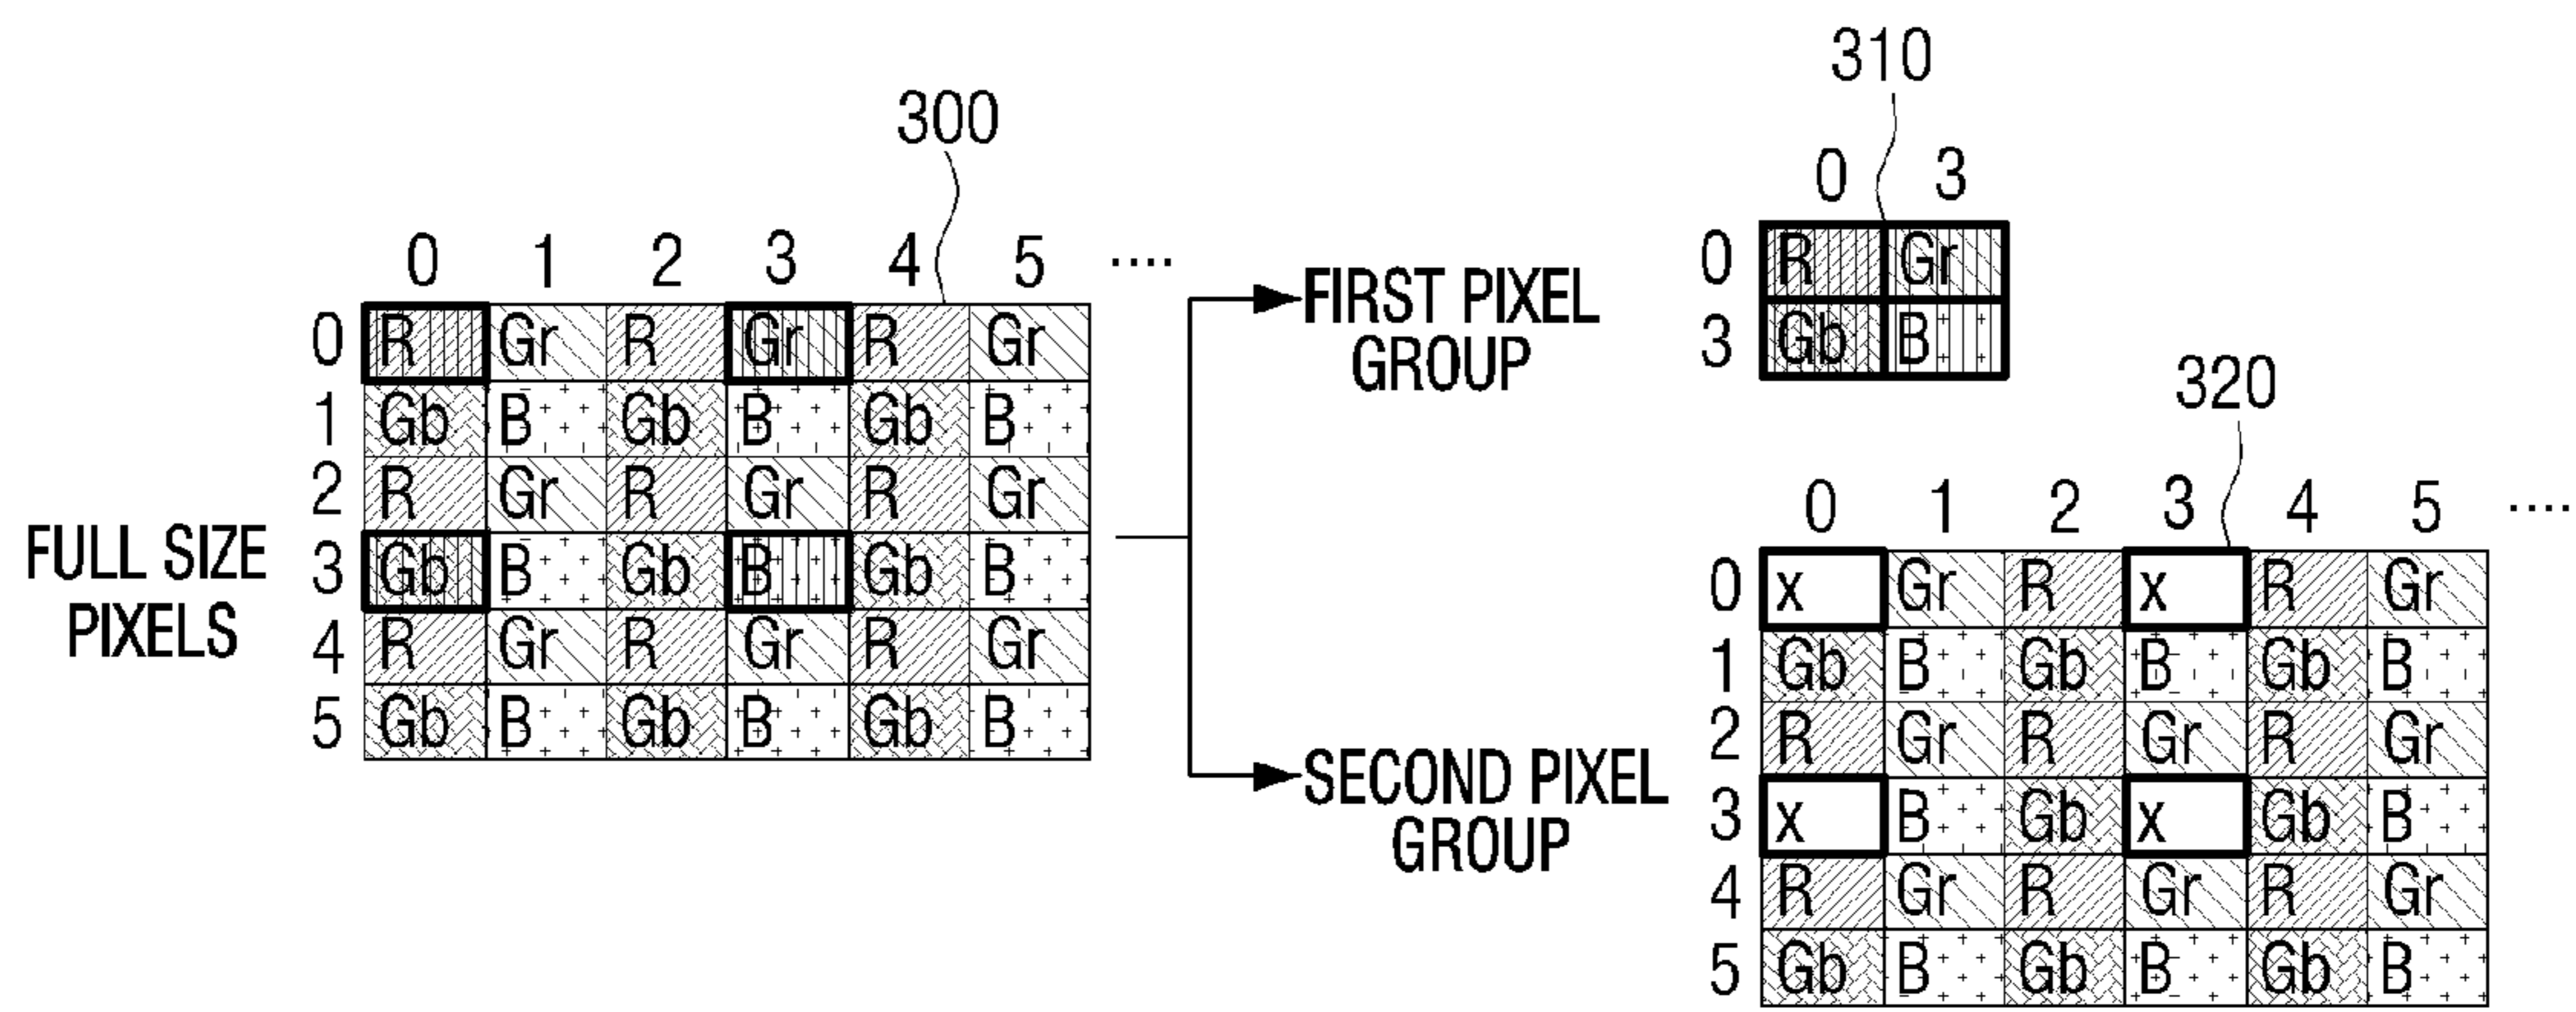 300
0 1 2 3 4 5 ....
0 R Gr R Gr R Gr
1 Gb B Gb B Gb B
2 R Gr R Gr R Gr
3 Gb B Gb B Gb B
4 R Gr R Gr R Gr
5 Gb B Gb B Gb B
FULL SIZE
PIXELS
FIRST PIXEL
GROUP
310
0 3
0 R Gr
3 Gb B
SECOND PIXEL
GROUP
320
0 1 2 3 4 5 ....
0 x Gr R x R Gr
1 Gb B Gb B Gb B
2 R Gr R Gr R Gr
3 x B Gb x Gb B
4 R Gr R Gr R Gr
5 Gb B Gb B Gb B